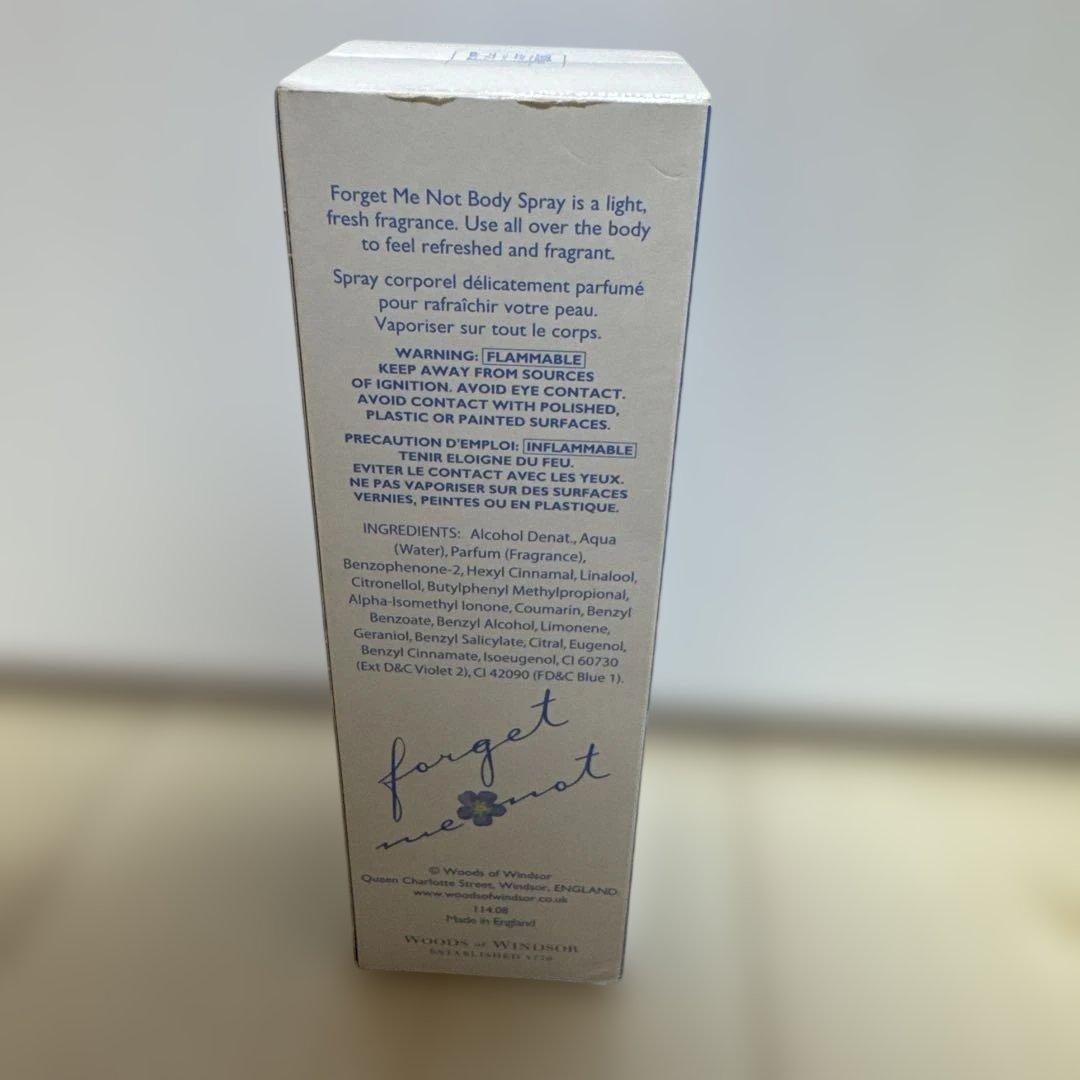 Forget Me Not Body Spray is a light,
fresh fragrance. Use all over the body
to feel refreshed and fragrant.
Spray corporel délicatement parfumé
pour rafraîchir votre peau.
Vaporiser sur tout le corps.
WARNING: FLAMMABLE
KEEP AWAY FROM SOURCES
OF IGNITION. AVOID EYE CONTACT.
AVOID CONTACT WITH POLISHED,
PLASTIC OR PAINTED SURFACES.
PRECAUTION D'EMPLOI: INFLAMMABLE
TENIR ELOIGNE DU FEU.
EVITER LE CONTACT AVEC LES YEUX.
NE PAS VAPORISER SUR DES SURFACES
VERNIES, PEINTES OU EN PLASTIQUE.
INGREDIENTS: Alcohol Denat., Aqua
(Water), Parfum (Fragrance),
Benzophenone-2, Hexyl Cinnamal, Linalool,
Citronellol, Butylphenyl Methylpropional,
Alpha-Isomethyl Ionone, Coumarin, Benzyl
Benzoate, Benzyl Alcohol, Limonene,
Geraniol, Benzyl Salicylate, Citral, Eugenol,
Benzyl Cinnamate, Isoeugenol, CI 60730
(Ext D&C Violet 2), CI 42090 (FD&C Blue 1).
forget
me not
© Woods of Windsor
Queen Charlotte Street, Windsor, ENGLAND
www.woodsofwindsor.co.uk
114.08
Made in England
WOODS of WINDSOR
ESTABLISHED 1770